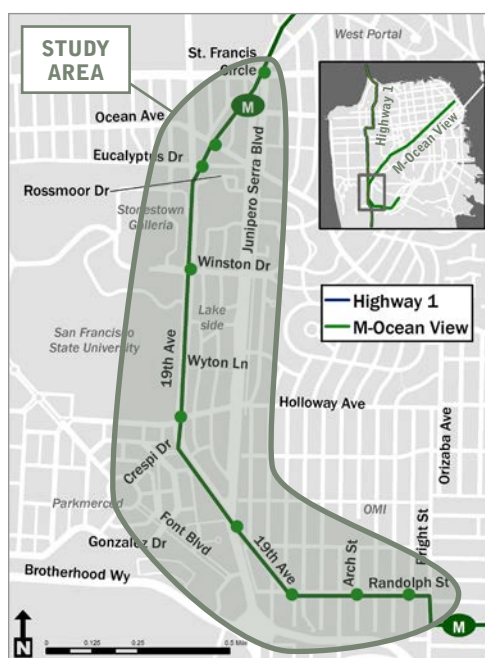 STUDY
AREA
St. Francis
Circle
West Portal
Ocean Ave
M
Eucalyptus Dr
Rossmoor Dr
Stonestown
Galleria
Junipero Serra Blvd
Highway 1
M-Ocean View
Winston Dr
Highway 1
M-Ocean View
Lake
side
San Francisco
State University
19th Ave
Wyton Ln
Holloway Ave
Orizaba Ave
Crespi Dr
Parkmerced
Font Blvd
OMI
Gonzalez Dr
19th Ave
Arch St
Bright St
Randolph St
Brotherhood Wy
M
N
0 0.125 0.25 0.5 Mile